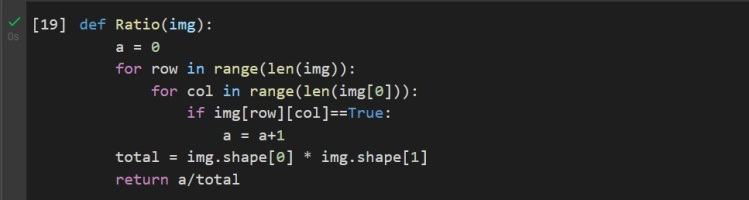 [19] def Ratio(img):
a = 0
for row in range(len(img)):
for col in range(len(img[0])):
if img[row][col]==True:
a = a+1
total = img.shape[0] * img.shape[1]
return a/total
0s